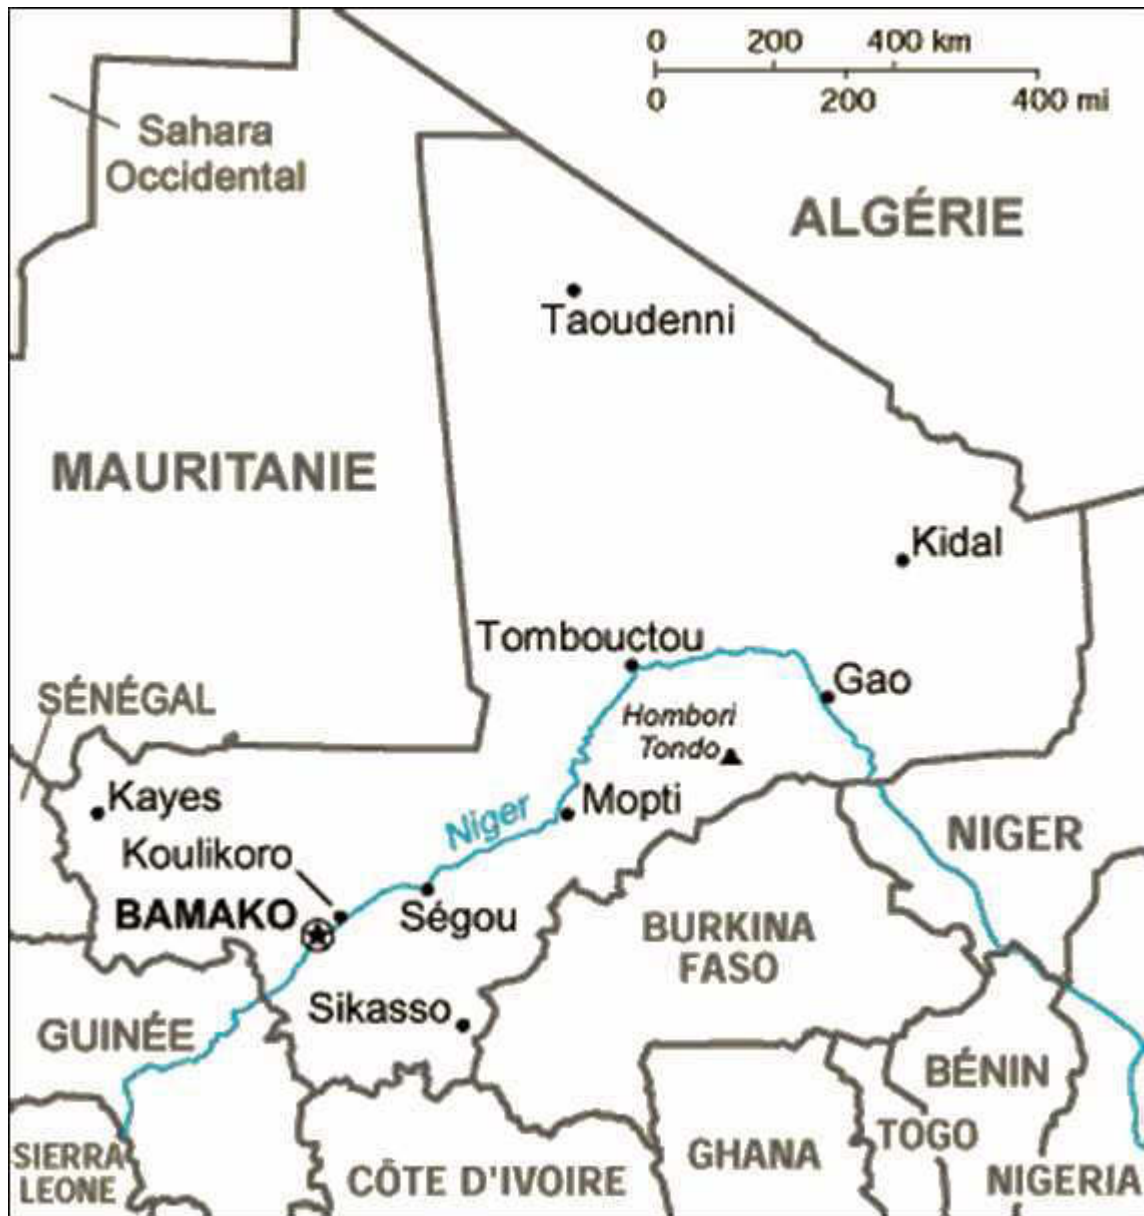 0 200 400 km
0 200 400 mi
Sahara
Occidental
ALGÉRIE
Taoudenni
MAURITANIE
Kidal
Tombouctou
Gao
SÉNÉGAL
Hombori
Tondo
Kayes
Niger
Mopti
NIGER
Koulikoro
BAMAKO
Ségou
BURKINA
FASO
Sikasso
GUINÉE
BÉNIN
TOGO
SIERRA
LEONE
CÔTE D'IVOIRE
GHANA
NIGERIA